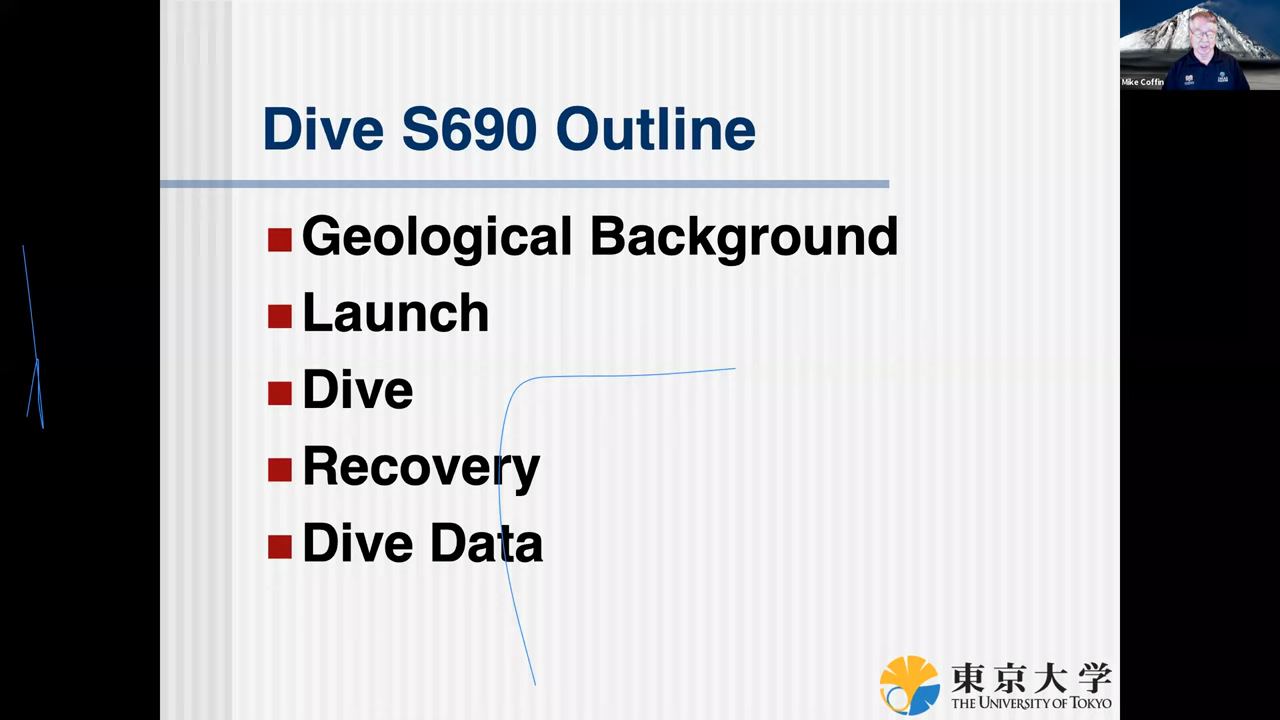 Dive S690 Outline
Geological Background
Launch
Dive
Recovery
Dive Data
東京大学
THE UNIVERSITY OF TOKYO
Mike Coffin